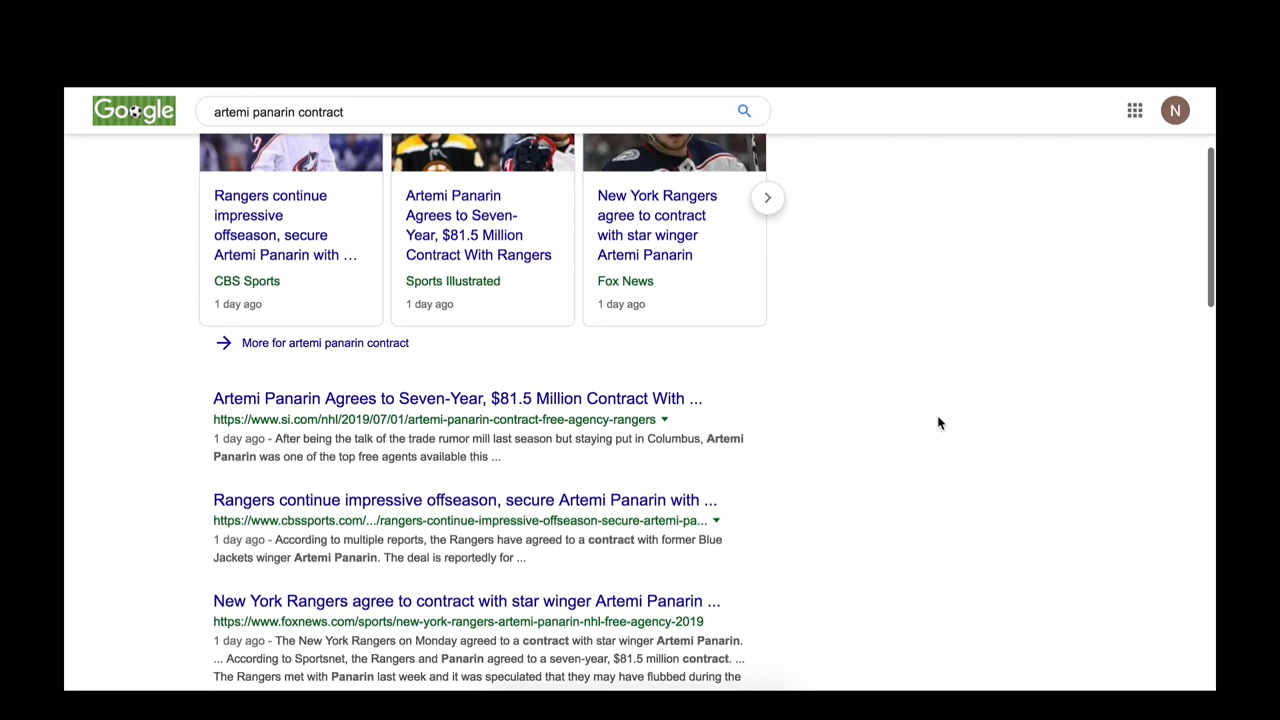 Google
artemi panarin contract
N
Rangers continue
impressive
offseason, secure
Artemi Panarin with ...
CBS Sports
1 day ago
Artemi Panarin
Agrees to Seven-
Year, $81.5 Million
Contract With Rangers
Sports Illustrated
1 day ago
New York Rangers
agree to contract
with star winger
Artemi Panarin
Fox News
1 day ago
More for artemi panarin contract
Artemi Panarin Agrees to Seven-Year, $81.5 Million Contract With ...
https://www.si.com/nhl/2019/07/01/artemi-panarin-contract-free-agency-rangers
1 day ago - After being the talk of the trade rumor mill last season but staying put in Columbus, Artemi
Panarin was one of the top free agents available this ...
Rangers continue impressive offseason, secure Artemi Panarin with ...
https://www.cbssports.com/.../rangers-continue-impressive-offseason-secure-artemi-pa...
1 day ago - According to multiple reports, the Rangers have agreed to a contract with former Blue
Jackets winger Artemi Panarin. The deal is reportedly for ...
New York Rangers agree to contract with star winger Artemi Panarin ...
https://www.foxnews.com/sports/new-york-rangers-artemi-panarin-nhl-free-agency-2019
1 day ago - The New York Rangers on Monday agreed to a contract with star winger Artemi Panarin.
... According to Sportsnet, the Rangers and Panarin agreed to a seven-year, $81.5 million contract. ...
The Rangers met with Panarin last week and it was speculated that they may have flubbed during the